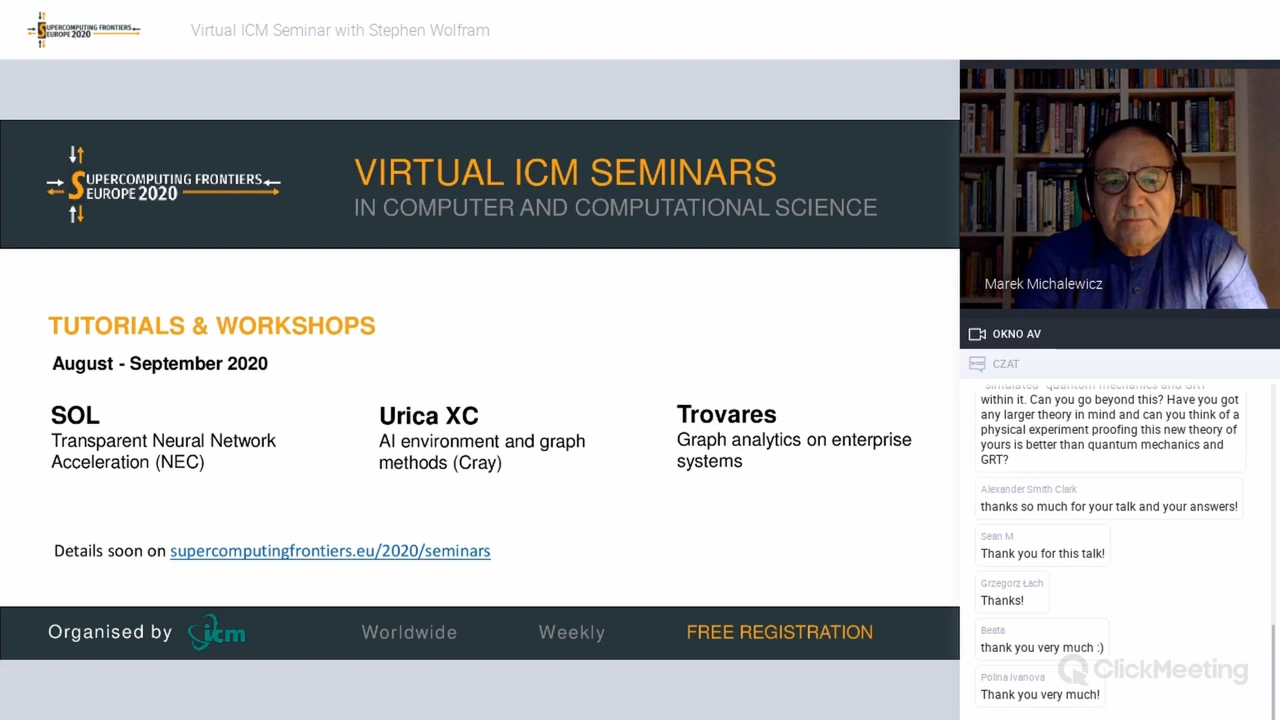 SUPERCOMPUTING FRONTIERS
EUROPE 2020
Virtual ICM Seminar with Stephen Wolfram
SUPERCOMPUTING FRONTIERS
EUROPE 2020
VIRTUAL ICM SEMINARS
IN COMPUTER AND COMPUTATIONAL SCIENCE
TUTORIALS & WORKSHOPS
August - September 2020
SOL
Transparent Neural Network
Acceleration (NEC)
Urica XC
AI environment and graph
methods (Cray)
Trovares
Graph analytics on enterprise
systems
Details soon on supercomputingfrontiers.eu/2020/seminars
Organised by icm
Worldwide
Weekly
FREE REGISTRATION
Marek Michalewicz
OKNO AV
CZAT
"simulated" quantum mechanics and GRT
within it. Can you go beyond this? Have you got
any larger theory in mind and can you think of a
physical experiment proofing this new theory of
yours is better than quantum mechanics and
GRT?
Alexander Smith Clark
thanks so much for your talk and your answers!
Sean M
Thank you for this talk!
Grzegorz Łach
Thanks!
Beata
thank you very much :)
Polina Ivanova
Thank you very much!
ClickMeeting